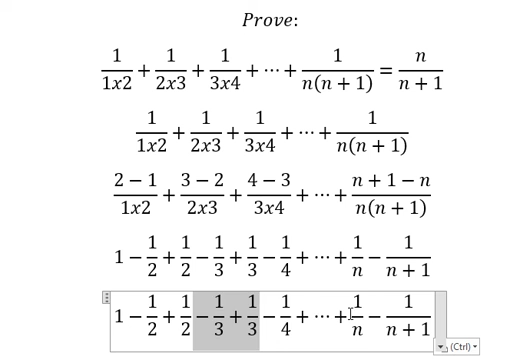 Prove:
1/1x2 + 1/2x3 + 1/3x4 + ⋯ + 1/n(n + 1) = n/n + 1
1/1x2 + 1/2x3 + 1/3x4 + ⋯ + 1/n(n + 1)
2 − 1/1x2 + 3 − 2/2x3 + 4 − 3/3x4 + ⋯ + n + 1 − n/n(n + 1)
1 − 1/2 + 1/2 − 1/3 + 1/3 − 1/4 + ⋯ + 1/n − 1/n + 1
1 − 1/2 + 1/2 − 1/3 + 1/3 − 1/4 + ⋯ + 1/n − 1/n + 1
(Ctrl)